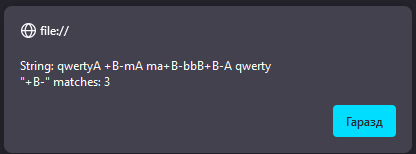 file://
String: qwertyA +B-mA ma+B-bbB+B-A qwerty
"+B-" matches: 3
Гаразд